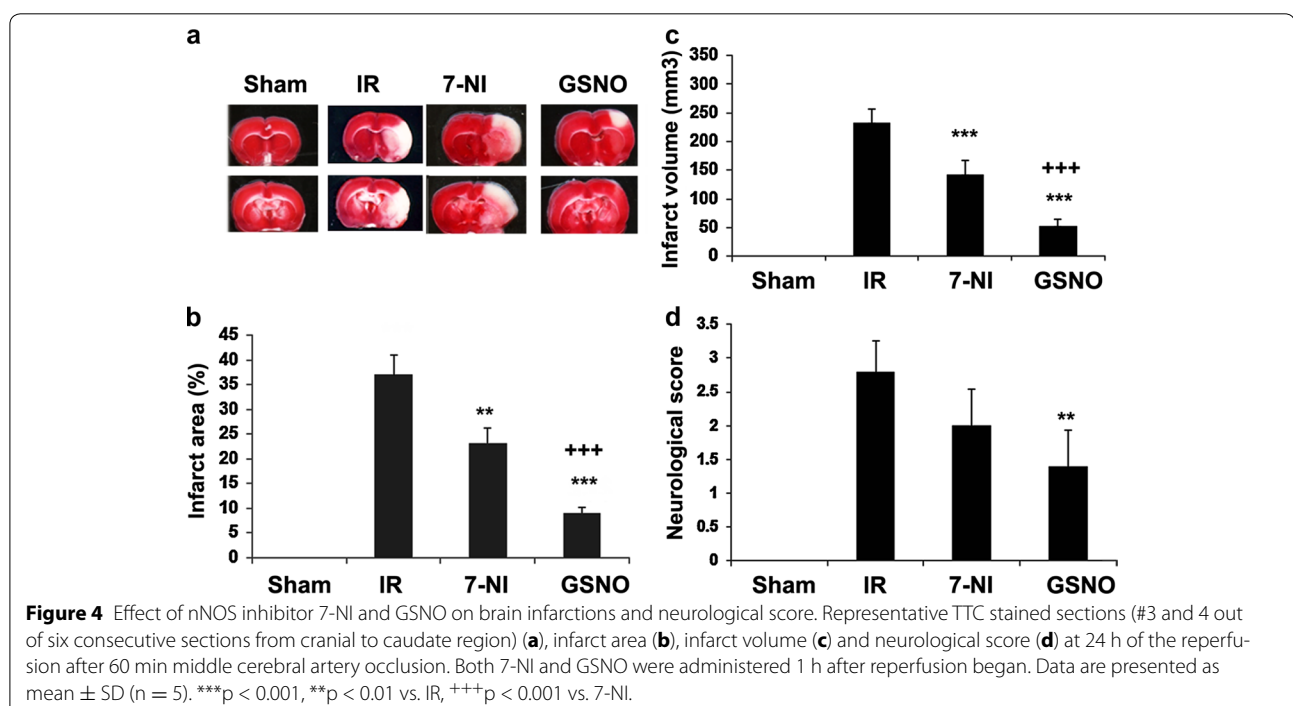 a
Sham IR 7-NI GSNO
b
Infarct area (%)
45
40
35
30
25
20
15
10
5
0
**
+++
***
Sham IR 7-NI GSNO
c
Infarct volume (mm3)
350
300
250
200
150
100
50
0
***
+++
***
Sham IR 7-NI GSNO
d
Neurological score
3.5
3
2.5
2
1.5
1
0.5
0
**
Sham IR 7-NI GSNO
Figure 4 Effect of nNOS inhibitor 7-NI and GSNO on brain infarctions and neurological score. Representative TTC stained sections (#3 and 4 out
of six consecutive sections from cranial to caudate region) (a), infarct area (b), infarct volume (c) and neurological score (d) at 24 h of the reperfu-
sion after 60 min middle cerebral artery occlusion. Both 7-NI and GSNO were administered 1 h after reperfusion began. Data are presented as
mean ± SD (n = 5). ***p < 0.001, **p < 0.01 vs. IR, +++p < 0.001 vs. 7-NI.